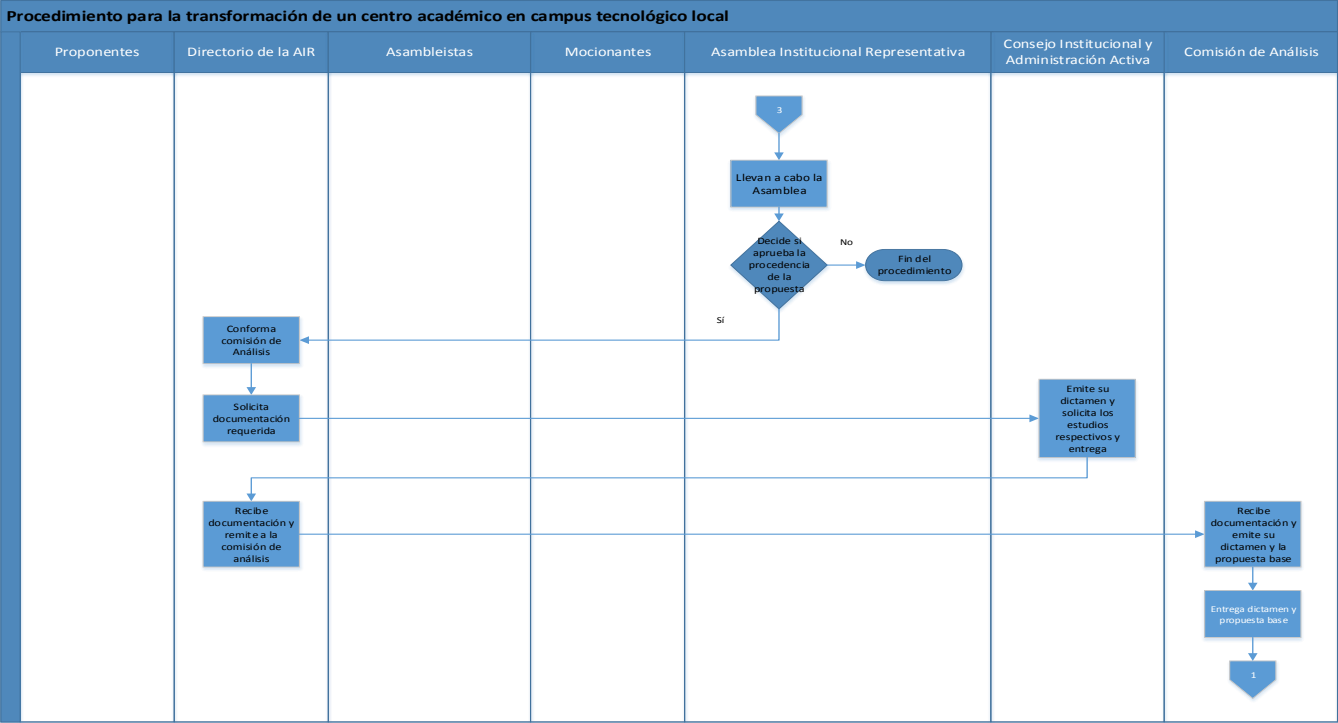 Procedimiento para la transformación de un centro académico en campus tecnológico local
Proponentes
Directorio de la AIR
Asambleistas
Mocionantes
Asamblea Institucional Representativa
Consejo Institucional y
Administración Activa
Comisión de Análisis
3
Llevan a cabo la
Asamblea
Decide si
aprueba la
procedencia
de la
propuesta
No
Fin del
procedimiento
Sí
Conforma
comisión de
Análisis
Solicita
documentación
requerida
Emite su
dictamen y
solicita los
estudios
respectivos y
entrega
Recibe
documentación y
remite a la
comisión de
análisis
Recibe
documentación y
emite su
dictamen y la
propuesta base
Entrega dictamen y
propuesta base
1